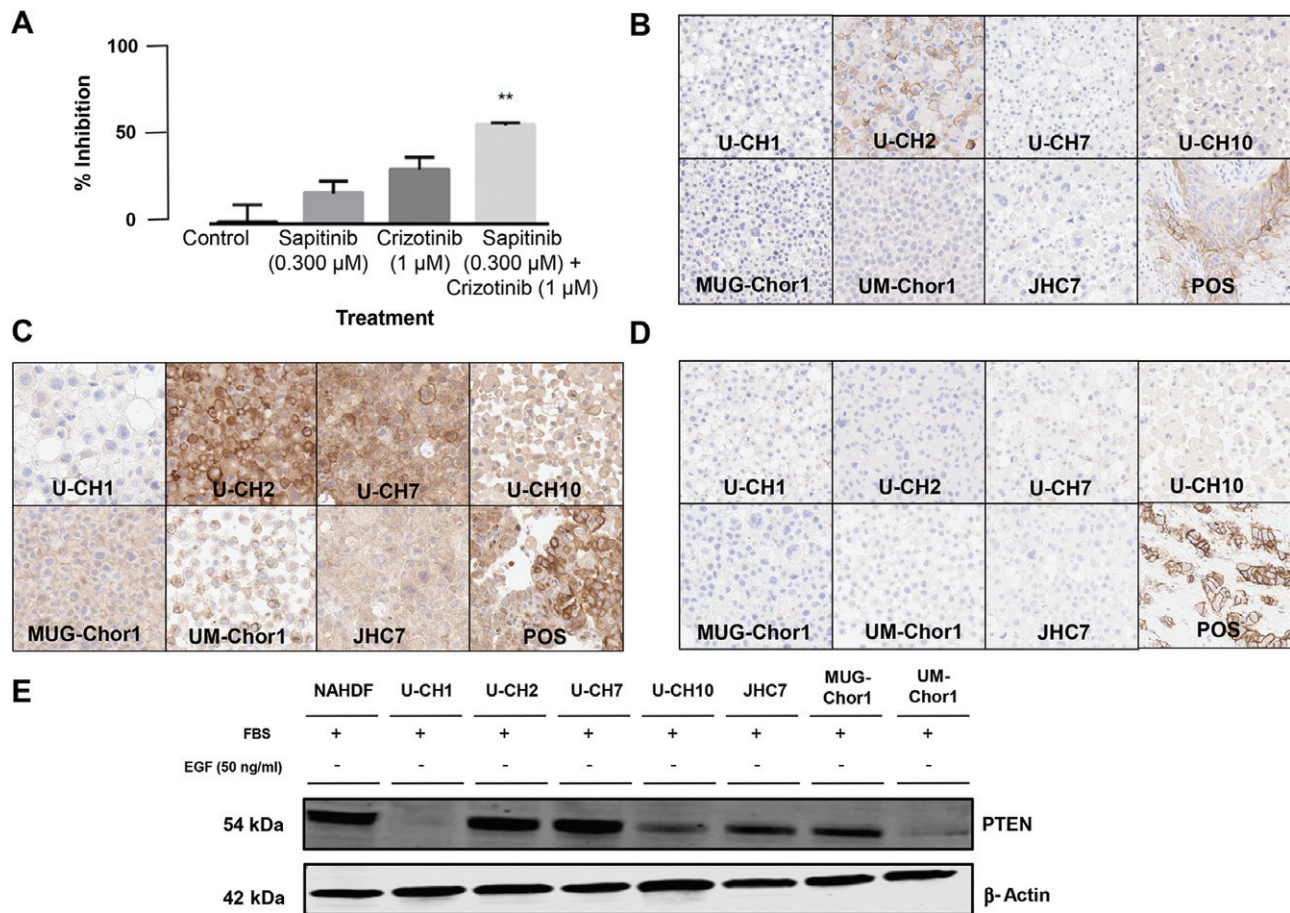 A
100
50
0
% Inhibition
**
Control
Sapitinib
(0.300 µM)
Crizotinib
(1 µM)
Sapitinib
(0.300 µM) +
Crizotinib (1 µM)
Treatment
B
U-CH1
U-CH2
U-CH7
U-CH10
MUG-Chor1
UM-Chor1
JHC7
POS
C
U-CH1
U-CH2
U-CH7
U-CH10
MUG-Chor1
UM-Chor1
JHC7
POS
D
U-CH1
U-CH2
U-CH7
U-CH10
MUG-Chor1
UM-Chor1
JHC7
POS
E
NAHDF
U-CH1
U-CH2
U-CH7
U-CH10
JHC7
MUG-
Chor1
UM-
Chor1
FBS + + + + + + + +
EGF (50 ng/ml) - - - - - - - -
54 kDa
PTEN
42 kDa
β-Actin